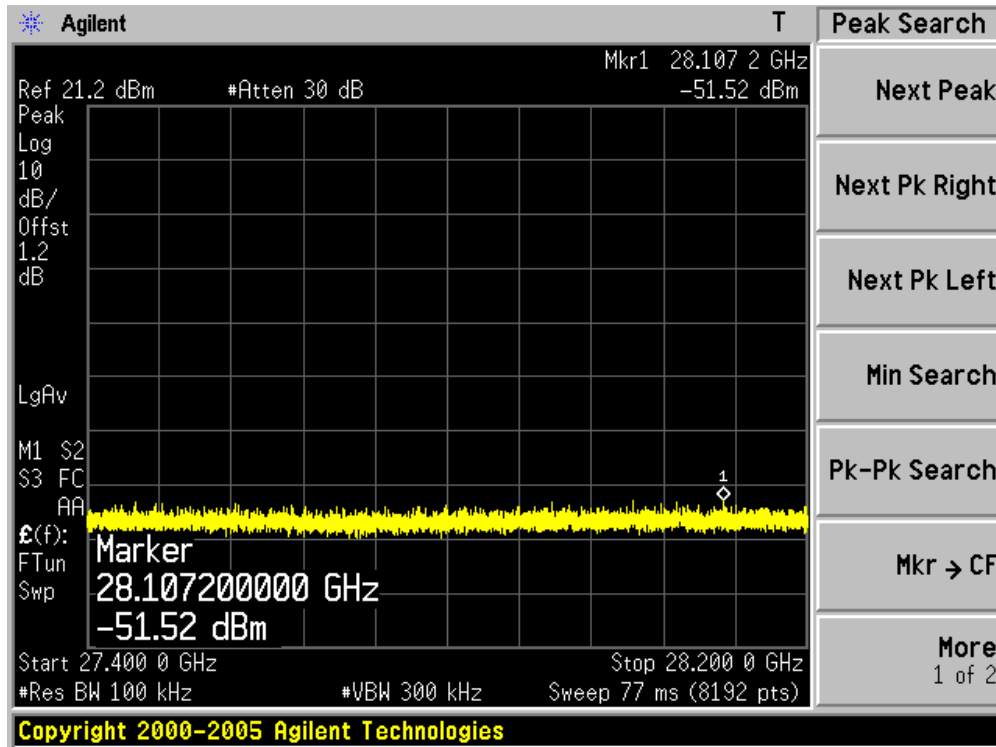 Agilent T Peak Search
Mkr1 28.107 2 GHz
Ref 21.2 dBm #Atten 30 dB -51.52 dBm
Peak
Log
10
dB/
Offst
1.2
dB
LgAv
M1 S2
S3 FC
AA
£(f):
FTun
Swp
1
Marker
28.107200000 GHz
-51.52 dBm
Start 27.400 0 GHz Stop 28.200 0 GHz
#Res BW 100 kHz #VBW 300 kHz Sweep 77 ms (8192 pts)
Copyright 2000-2005 Agilent Technologies
Next Peak
Next Pk Right
Next Pk Left
Min Search
Pk-Pk Search
Mkr → CF
More
1 of 2